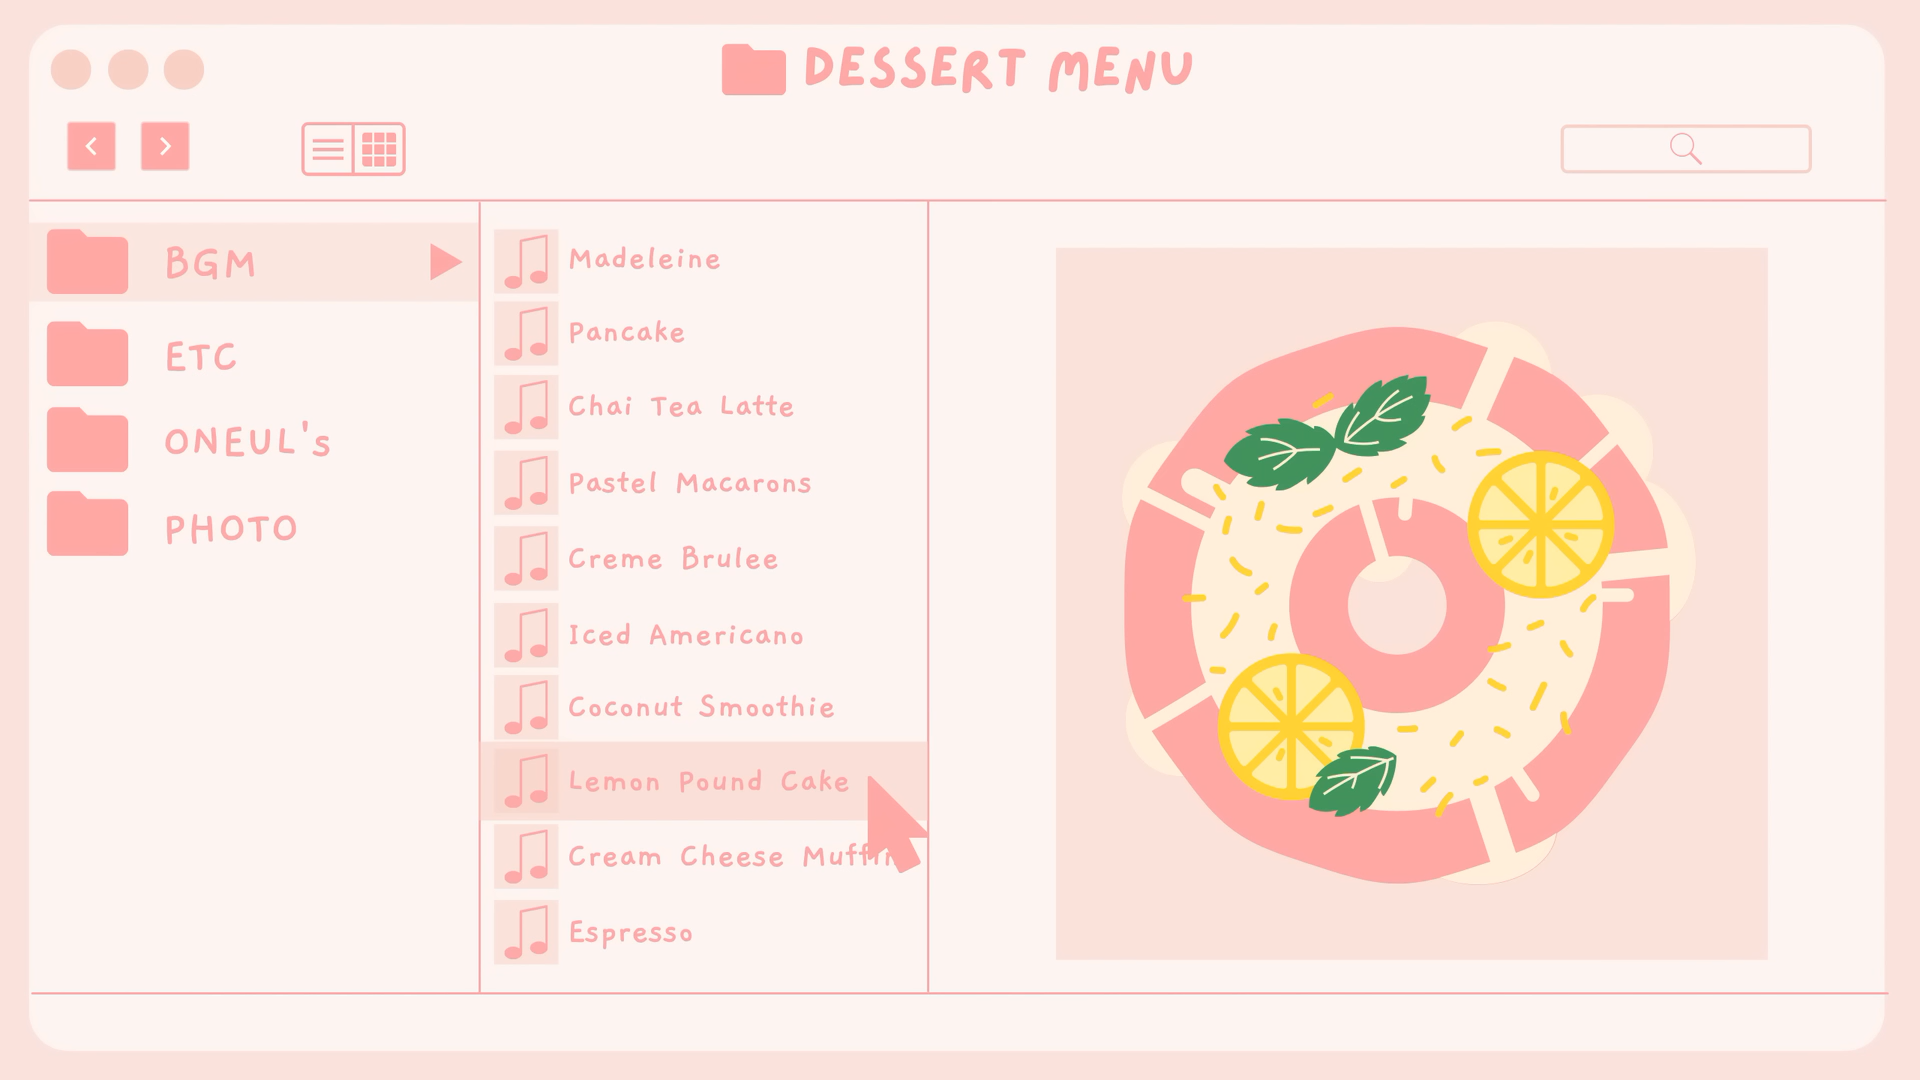 DESSERT MENU
BGM
ETC
ONEUL's
PHOTO
Madeleine
Pancake
Chai Tea Latte
Pastel Macarons
Creme Brulee
Iced Americano
Coconut Smoothie
Lemon Pound Cake
Cream Cheese Muffin
Espresso